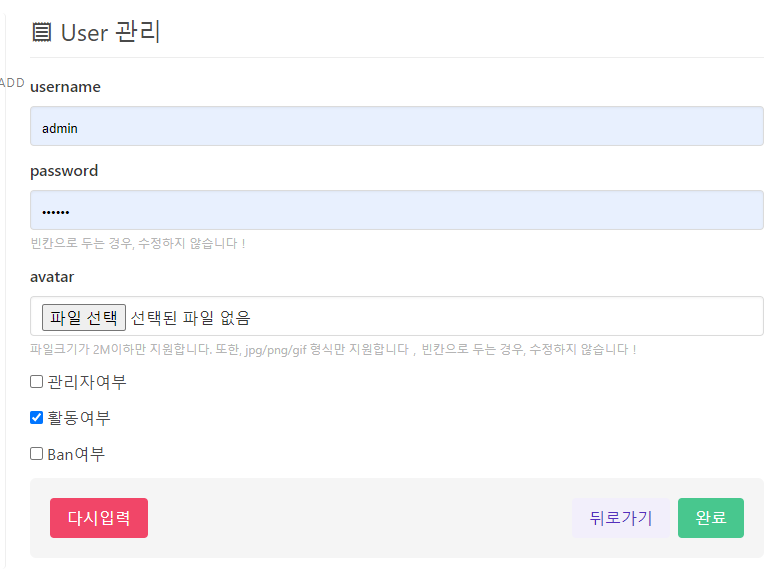 User 관리
ADD
username
admin
password
••••••
빈칸으로 두는 경우, 수정하지 않습니다 !
avatar
파일 선택 선택된 파일 없음
파일크기가 2M이하만 지원합니다. 또한, jpg/png/gif 형식만 지원합니다 , 빈칸으로 두는 경우, 수정하지 않습니다 !
관리자여부
활동여부
Ban여부
다시입력 뒤로가기 완료